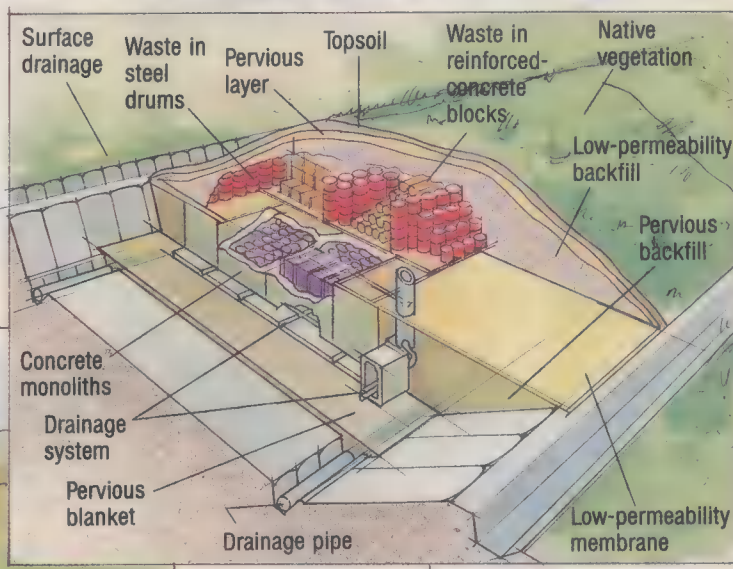 Surface
drainage
Waste in
steel
drums
Pervious
layer
Topsoil
Waste in
reinforced-
concrete
blocks
Native
vegetation
Low-permeability
backfill
Pervious
backfill
Concrete
monoliths
Drainage
system
Pervious
blanket
Drainage pipe
Low-permeability
membrane